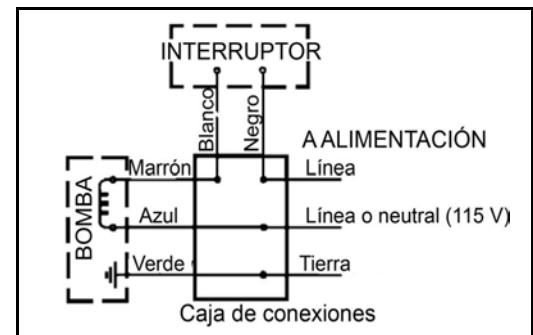 INTERRUPTOR
Blanco
Negro
A ALIMENTACIÓN
BOMBA
Marrón
Línea
Azul
Línea o neutral (115 V)
Verde
Tierra
Caja de conexiones